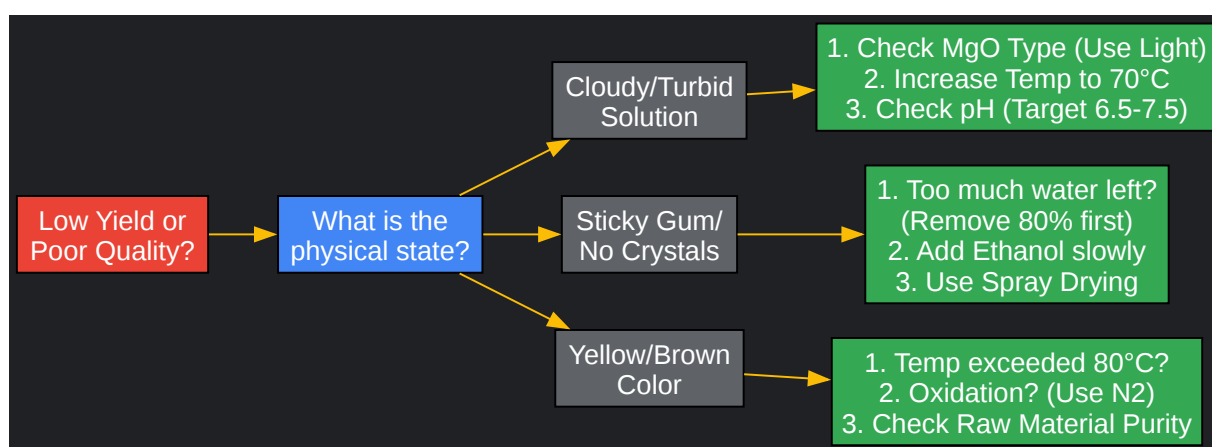 Low Yield or
Poor Quality?
What is the
physical state?
Cloudy/Turbid
Solution
1. Check MgO Type (Use Light)
2. Increase Temp to 70°C
3. Check pH (Target 6.5-7.5)
Sticky Gum/
No Crystals
1. Too much water left?
(Remove 80% first)
2. Add Ethanol slowly
3. Use Spray Drying
Yellow/Brown
Color
1. Temp exceeded 80°C?
2. Oxidation? (Use N2)
3. Check Raw Material Purity